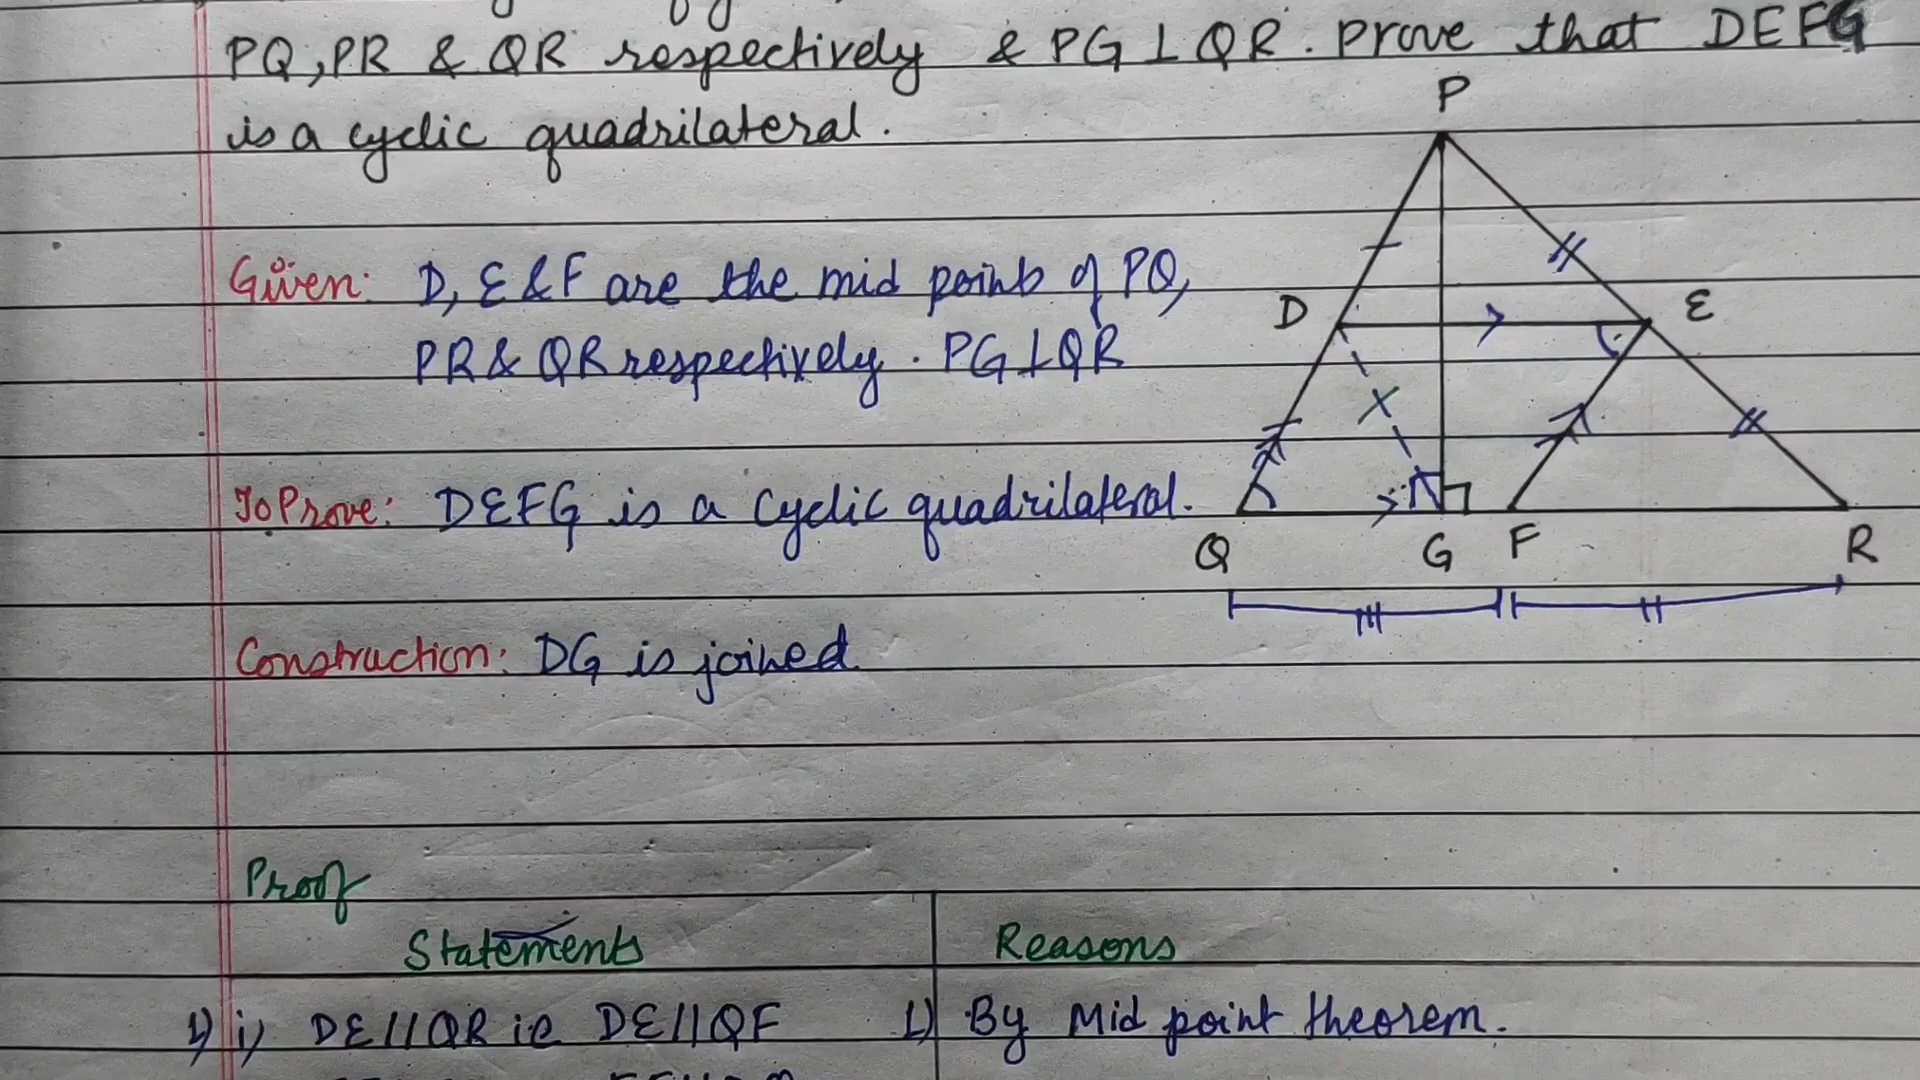 PQ, PR & QR respectively & PG ⊥ QR. Prove that DEFG
is a cyclic quadrilateral.
P
Given: D, E & F are the mid points of PQ,
PR & QR respectively. PG ⊥ QR
D
E
To Prove: DEFG is a cyclic quadrilateral.
Q G F R
Construction: DG is joined
Proof
Statements Reasons
1) i) DE//QR ie DE//QF 1) By Mid point theorem.